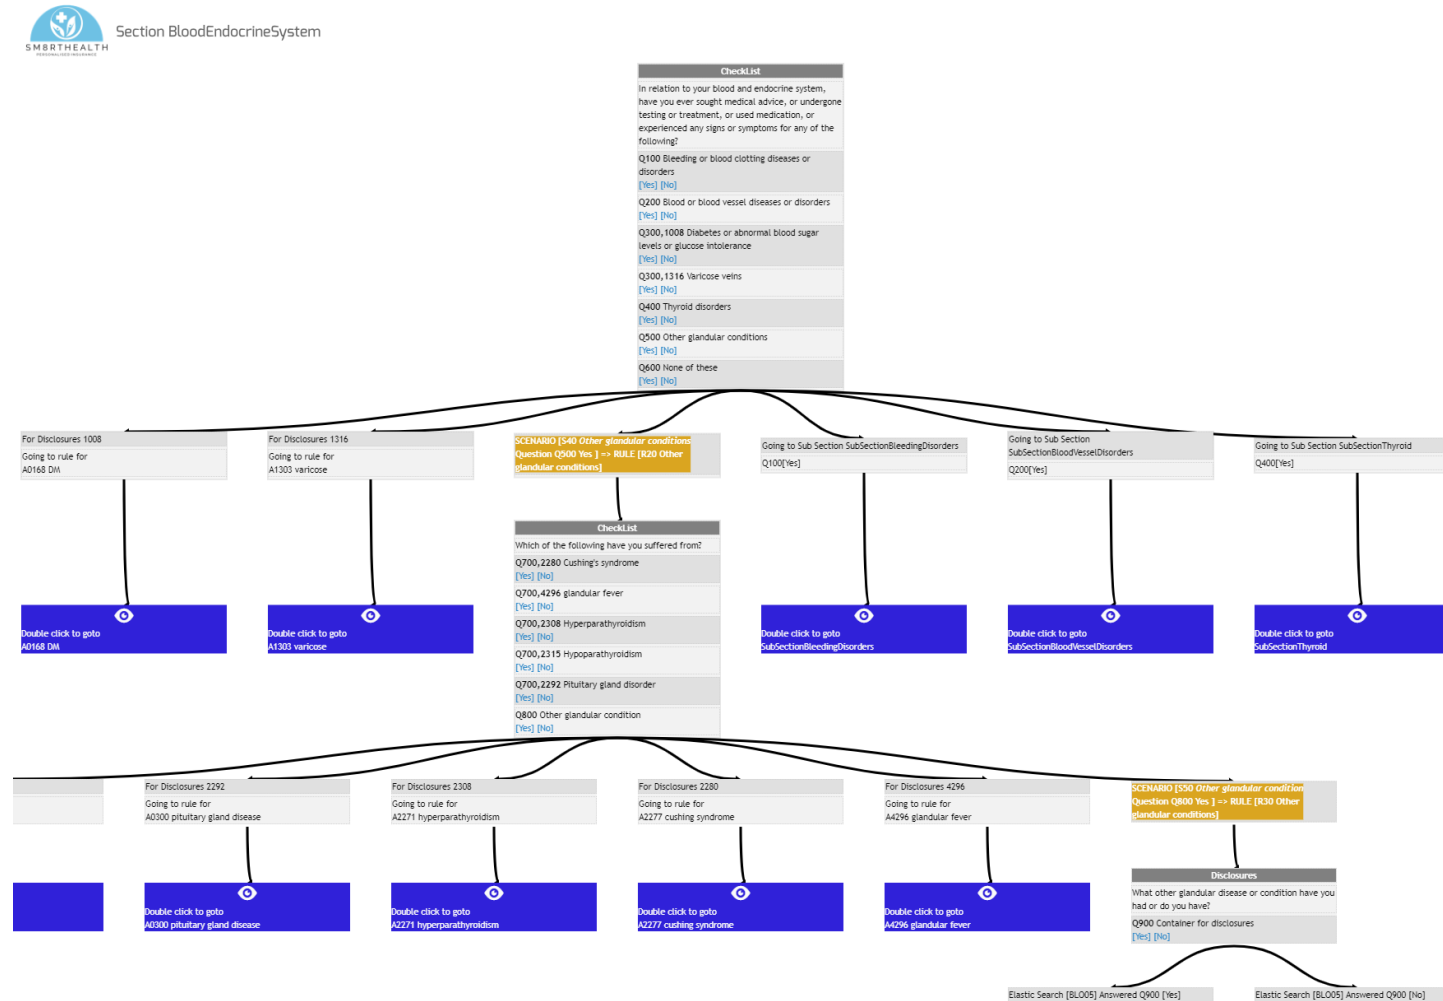 SM8RTHEALTH
PERSONALISED INSURANCE
Section BloodEndocrineSystem
CheckList
In relation to your blood and endocrine system,
have you ever sought medical advice, or undergone
testing or treatment, or used medication, or
experienced any signs or symptoms for any of the
following?
Q100 Bleeding or blood clotting diseases or
disorders
[Yes] [No]
Q200 Blood or blood vessel diseases or disorders
[Yes] [No]
Q300,1008 Diabetes or abnormal blood sugar
levels or glucose intolerance
[Yes] [No]
Q300,1316 Varicose veins
[Yes] [No]
Q400 Thyroid disorders
[Yes] [No]
Q500 Other glandular conditions
[Yes] [No]
Q600 None of these
[Yes] [No]
For Disclosures 1008
Going to rule for
A0168 DM
For Disclosures 1316
Going to rule for
A1303 varicose
SCENARIO [S40 Other glandular conditions
Question Q500 Yes ] => RULE [R20 Other
glandular conditions]
Going to Sub Section SubSectionBleedingDisorders
Q100[Yes]
Going to Sub Section
SubSectionBloodVesselDisorders
Q200[Yes]
Going to Sub Section SubSectionThyroid
Q400[Yes]
CheckList
Which of the following have you suffered from?
Q700,2280 Cushing's syndrome
[Yes] [No]
Q700,4296 glandular fever
[Yes] [No]
Q700,2308 Hyperparathyroidism
[Yes] [No]
Q700,2315 Hypoparathyroidism
[Yes] [No]
Q700,2292 Pituitary gland disorder
[Yes] [No]
Q800 Other glandular condition
[Yes] [No]
Double click to goto
A0168 DM
Double click to goto
A1303 varicose
Double click to goto
SubSectionBleedingDisorders
Double click to goto
SubSectionBloodVesselDisorders
Double click to goto
SubSectionThyroid
For Disclosures 2292
Going to rule for
A0300 pituitary gland disease
For Disclosures 2308
Going to rule for
A2271 hyperparathyroidism
For Disclosures 2280
Going to rule for
A2277 cushing syndrome
For Disclosures 4296
Going to rule for
A4296 glandular fever
SCENARIO [S50 Other glandular condition
Question Q800 Yes ] => RULE [R30 Other
glandular conditions]
Double click to goto
A0300 pituitary gland disease
Double click to goto
A2271 hyperparathyroidism
Double click to goto
A2277 cushing syndrome
Double click to goto
A4296 glandular fever
Disclosures
What other glandular disease or condition have you
had or do you have?
Q900 Container for disclosures
[Yes] [No]
Elastic Search [BLO05] Answered Q900 [Yes]
Elastic Search [BLO05] Answered Q900 [No]